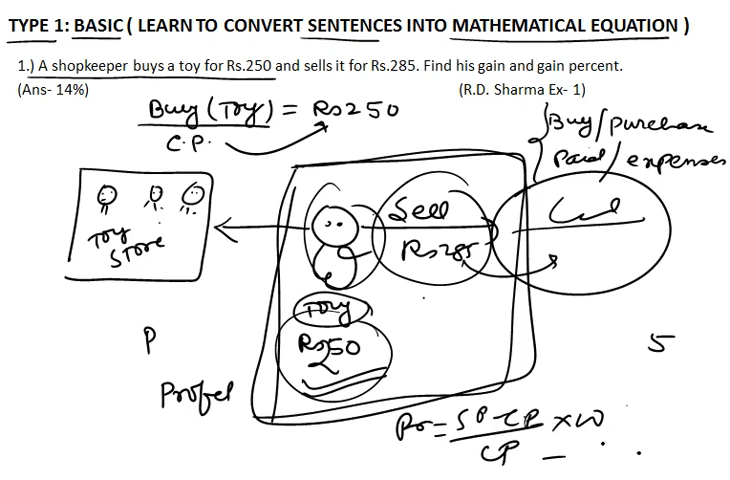 TYPE 1: BASIC ( LEARN TO CONVERT SENTENCES INTO MATHEMATICAL EQUATION )
1.) A shopkeeper buys a toy for Rs.250 and sells it for Rs.285. Find his gain and gain percent.
(Ans- 14%) (R.D. Sharma Ex- 1)
Buy (Toy) = Rs250
C.P.
Buy/purchase
Paid/expenses
Sell
Rs285
Toy
Store
Toy
Rs250
P
5
SP-CP
CP